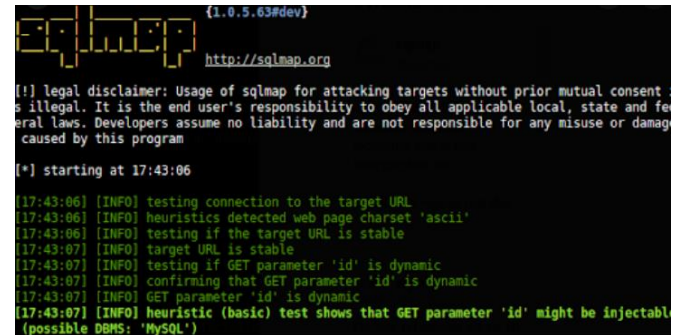 {1.0.5.63#dev}
sqlmap
http://sqlmap.org
[!] legal disclaimer: Usage of sqlmap for attacking targets without prior mutual consent
s illegal. It is the end user's responsibility to obey all applicable local, state and fed
eral laws. Developers assume no liability and are not responsible for any misuse or damage
caused by this program
[*] starting at 17:43:06
[17:43:06] [INFO] testing connection to the target URL
[17:43:06] [INFO] heuristics detected web page charset 'ascii'
[17:43:06] [INFO] testing if the target URL is stable
[17:43:07] [INFO] target URL is stable
[17:43:07] [INFO] testing if GET parameter 'id' is dynamic
[17:43:07] [INFO] confirming that GET parameter 'id' is dynamic
[17:43:07] [INFO] GET parameter 'id' is dynamic
[17:43:07] [INFO] heuristic (basic) test shows that GET parameter 'id' might be injectable
(possible DBMS: 'MySQL')